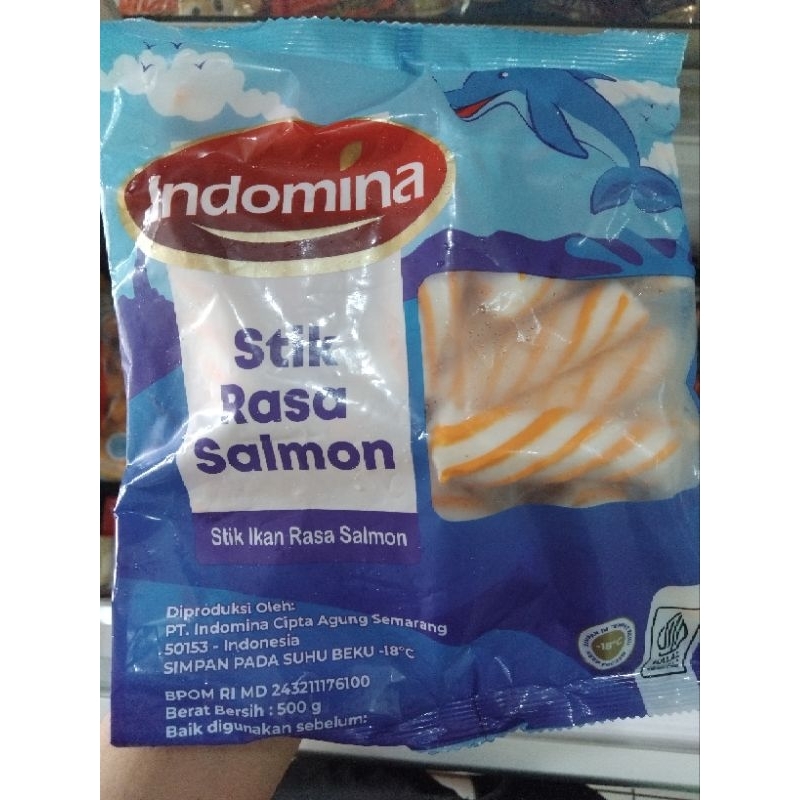 Indomina
Stik
Rasa
Salmon
Stik Ikan Rasa Salmon
Diproduksi Oleh:
PT. Indomina Cipta Agung Semarang
50153 - Indonesia
SIMPAN PADA SUHU BEKU -18°C
BPOM RI MD 243211176100
Berat Bersih : 500 g
Baik digunakan sebelum:
-18°C